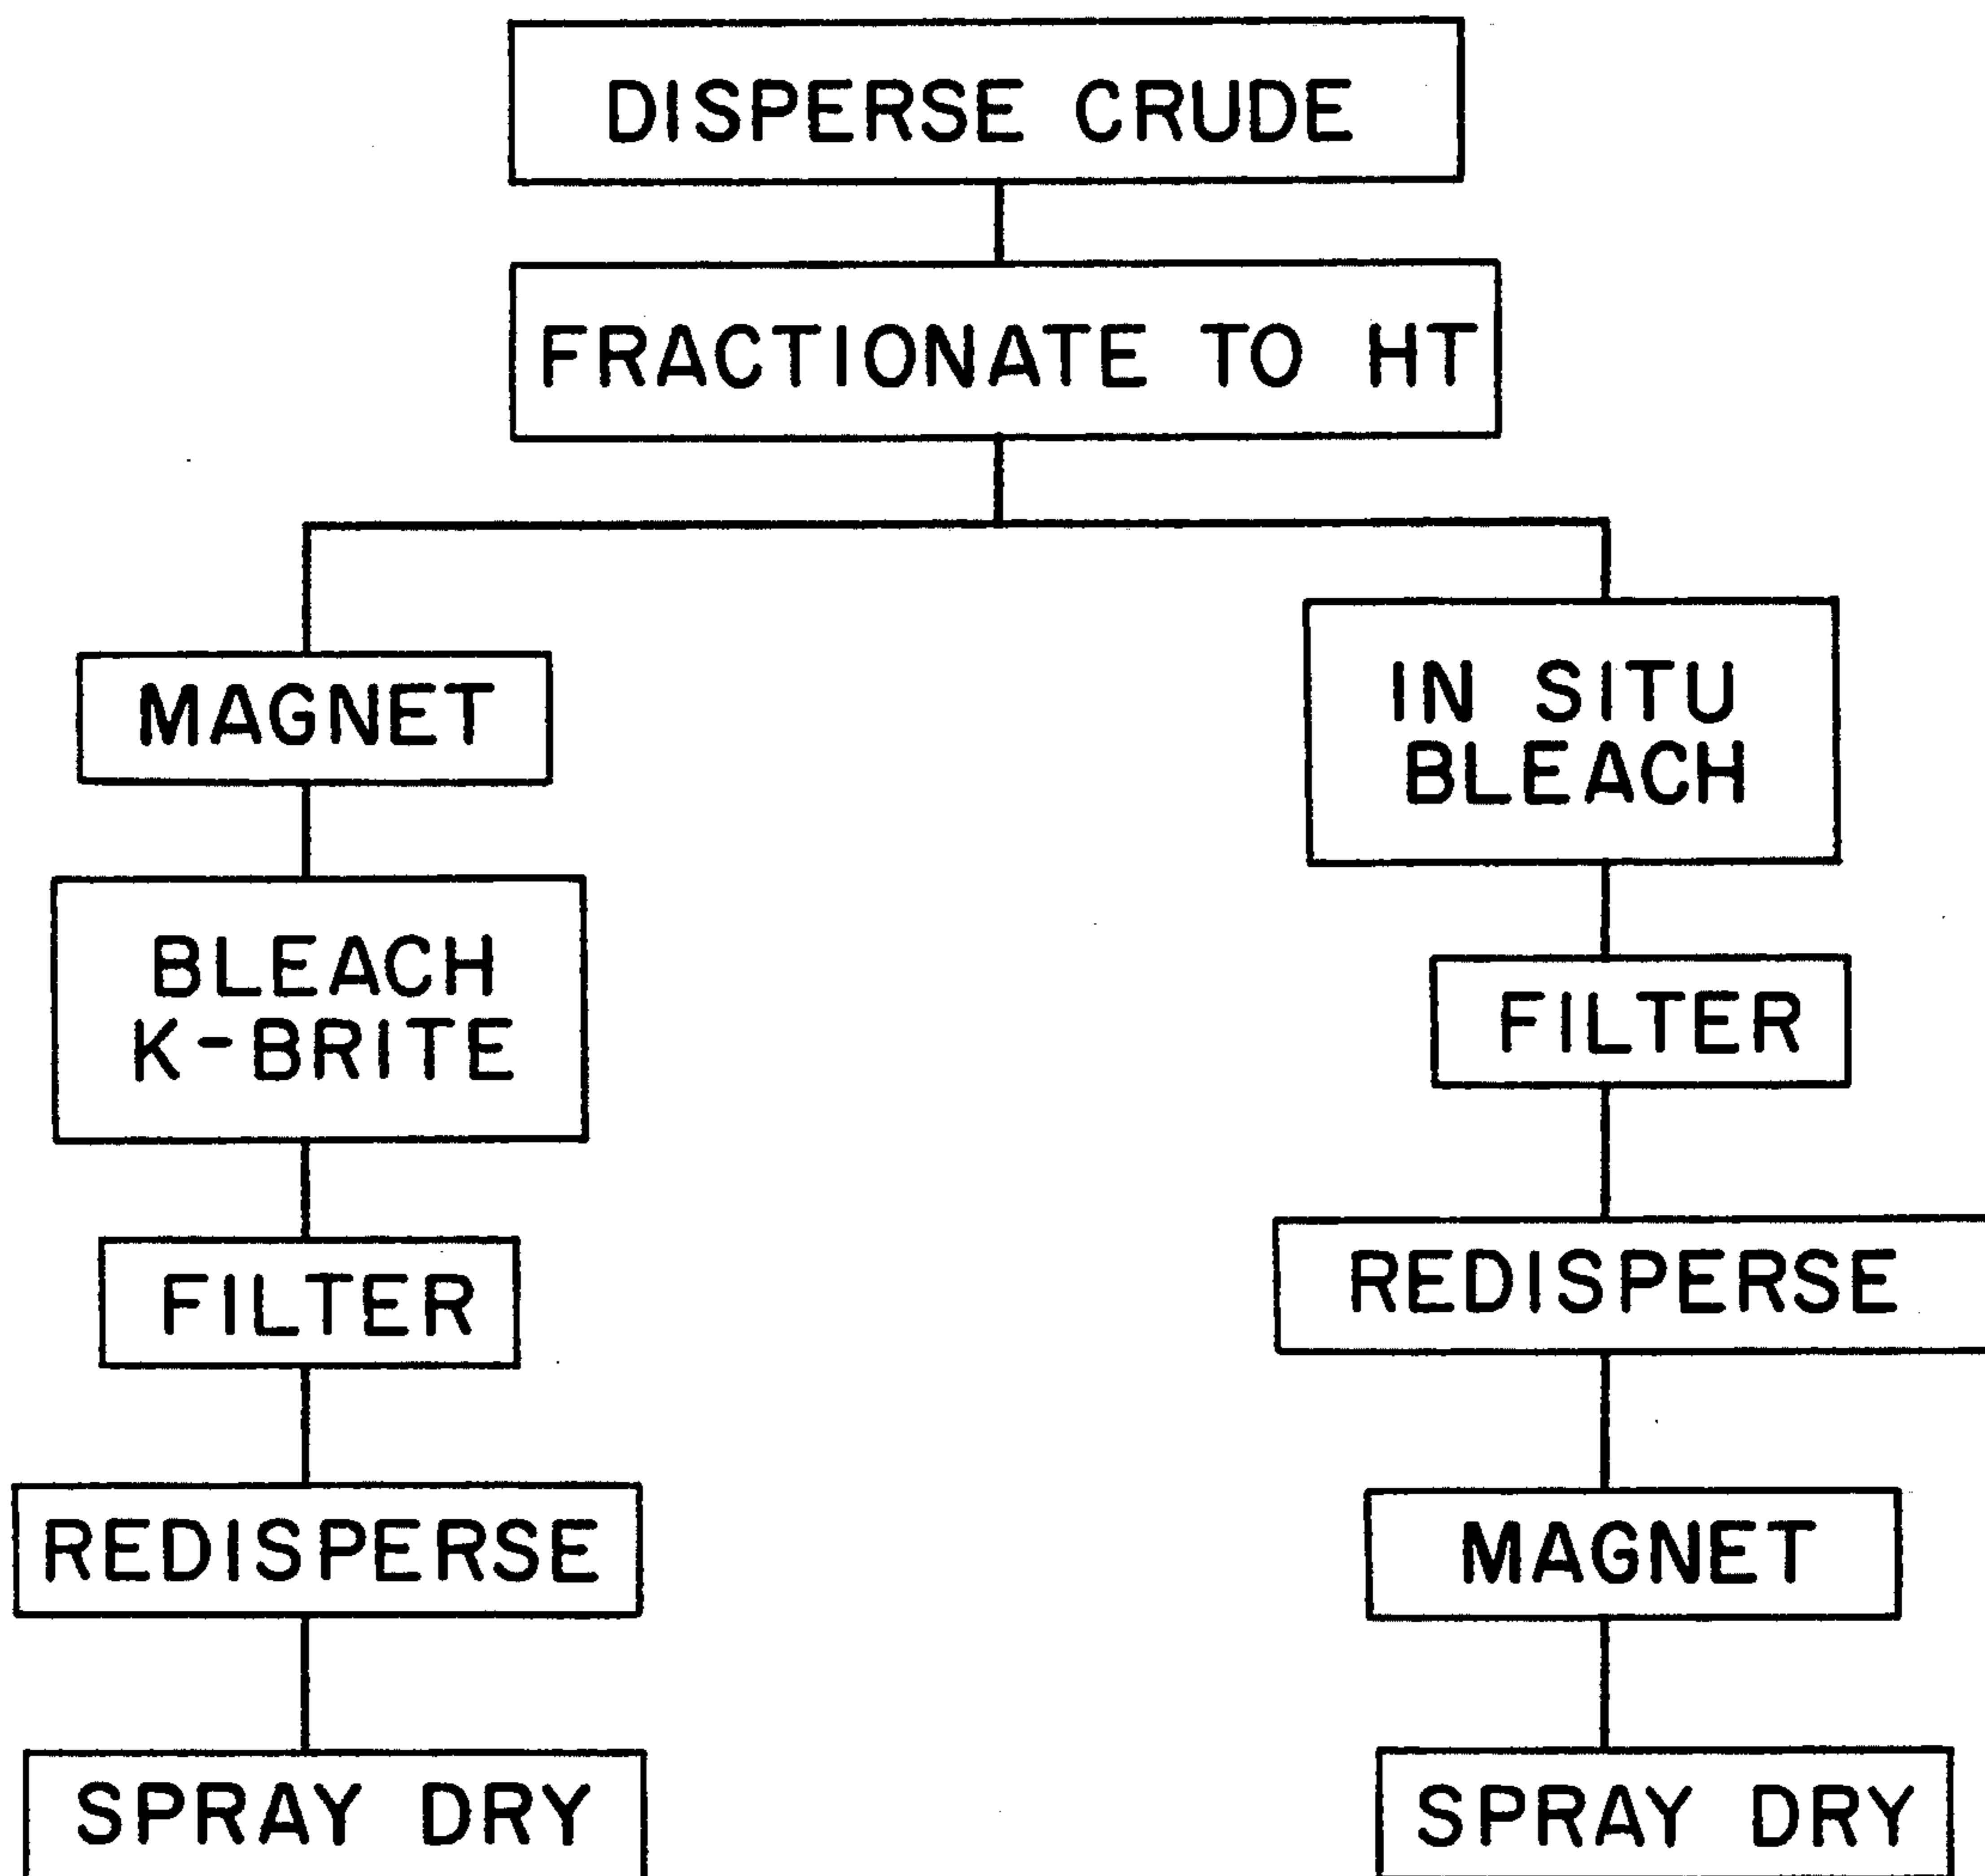 DISPERSE CRUDE
FRACTIONATE TO HT
MAGNET
BLEACH
K-BRITE
FILTER
REDISPERSE
SPRAY DRY
IN SITU
BLEACH
FILTER
REDISPERSE
MAGNET
SPRAY DRY